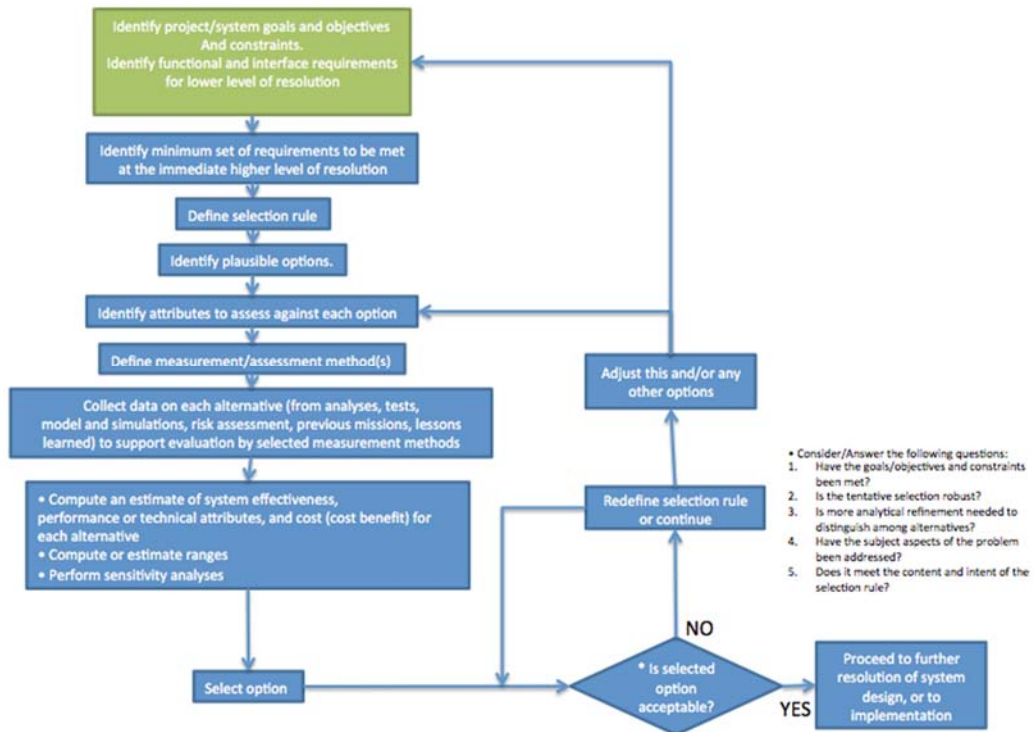 Identify project/system goals and objectives
And constraints.
Identify functional and interface requirements
for lower level of resolution
Identify minimum set of requirements to be met
at the immediate higher level of resolution
Define selection rule
Identify plausible options.
Identify attributes to assess against each option
Define measurement/assessment method(s)
Collect data on each alternative (from analyses, tests,
model and simulations, risk assessment, previous missions, lessons
learned) to support evaluation by selected measurement methods
• Compute an estimate of system effectiveness,
performance or technical attributes, and cost (cost benefit) for
each alternative
• Compute or estimate ranges
• Perform sensitivity analyses
Select option
Adjust this and/or any
other options
Redefine selection rule
or continue
NO
* Is selected
option
acceptable?
YES
Proceed to further
resolution of system
design, or to
implementation
• Consider/Answer the following questions:
1. Have the goals/objectives and constraints
been met?
2. Is the tentative selection robust?
3. Is more analytical refinement needed to
distinguish among alternatives?
4. Have the subject aspects of the problem
been addressed?
5. Does it meet the content and intent of the
selection rule?